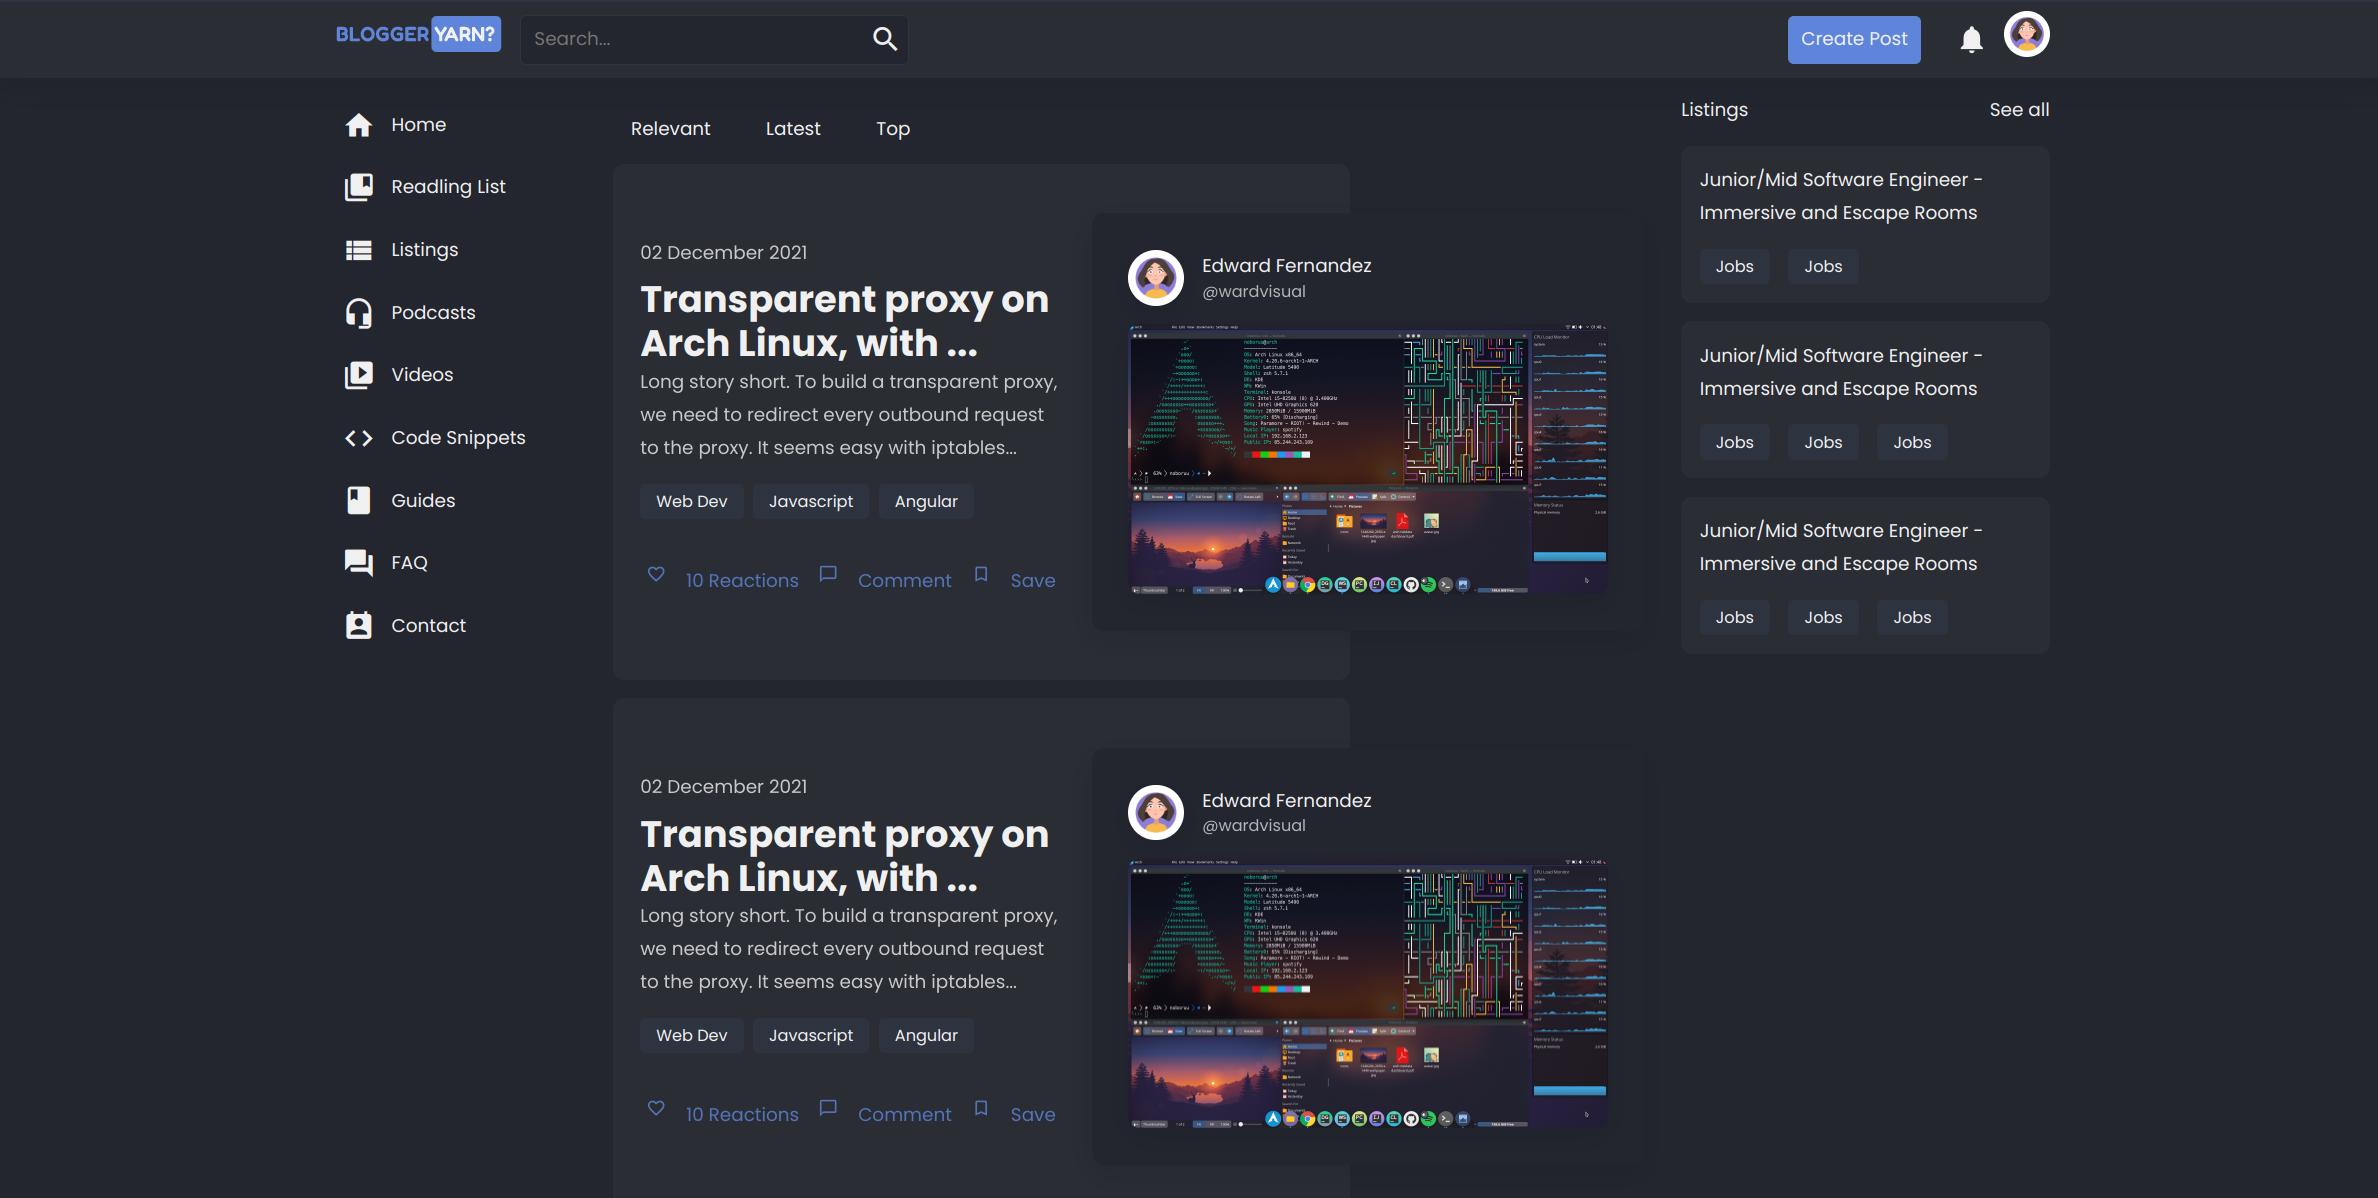 BLOGGER YARN?
Search...
Create Post
Home
Readling List
Listings
Podcasts
Videos
Code Snippets
Guides
FAQ
Contact
Relevant Latest Top
02 December 2021
Transparent proxy on
Arch Linux, with ...
Long story short. To build a transparent proxy,
we need to redirect every outbound request
to the proxy. It seems easy with iptables...
Web Dev Javascript Angular
10 Reactions Comment Save
Edward Fernandez
@wardvisual
02 December 2021
Transparent proxy on
Arch Linux, with ...
Long story short. To build a transparent proxy,
we need to redirect every outbound request
to the proxy. It seems easy with iptables...
Web Dev Javascript Angular
10 Reactions Comment Save
Edward Fernandez
@wardvisual
Listings See all
Junior/Mid Software Engineer -
Immersive and Escape Rooms
Jobs Jobs
Junior/Mid Software Engineer -
Immersive and Escape Rooms
Jobs Jobs Jobs
Junior/Mid Software Engineer -
Immersive and Escape Rooms
Jobs Jobs Jobs